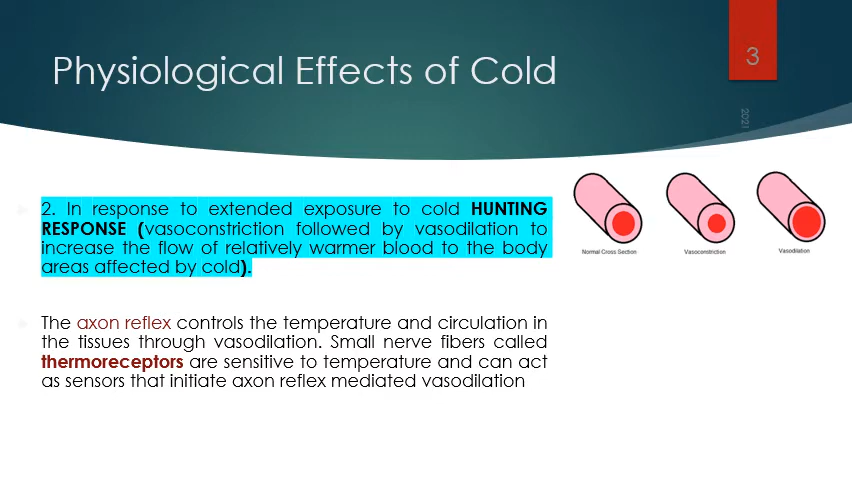 Physiological Effects of Cold
3
2021
2. In response to extended exposure to cold HUNTING
RESPONSE (vasoconstriction followed by vasodilation to
increase the flow of relatively warmer blood to the body
areas affected by cold).
Normal Cross Section
Vasoconstriction
Vasodilation
The axon reflex controls the temperature and circulation in
the tissues through vasodilation. Small nerve fibers called
thermoreceptors are sensitive to temperature and can act
as sensors that initiate axon reflex mediated vasodilation